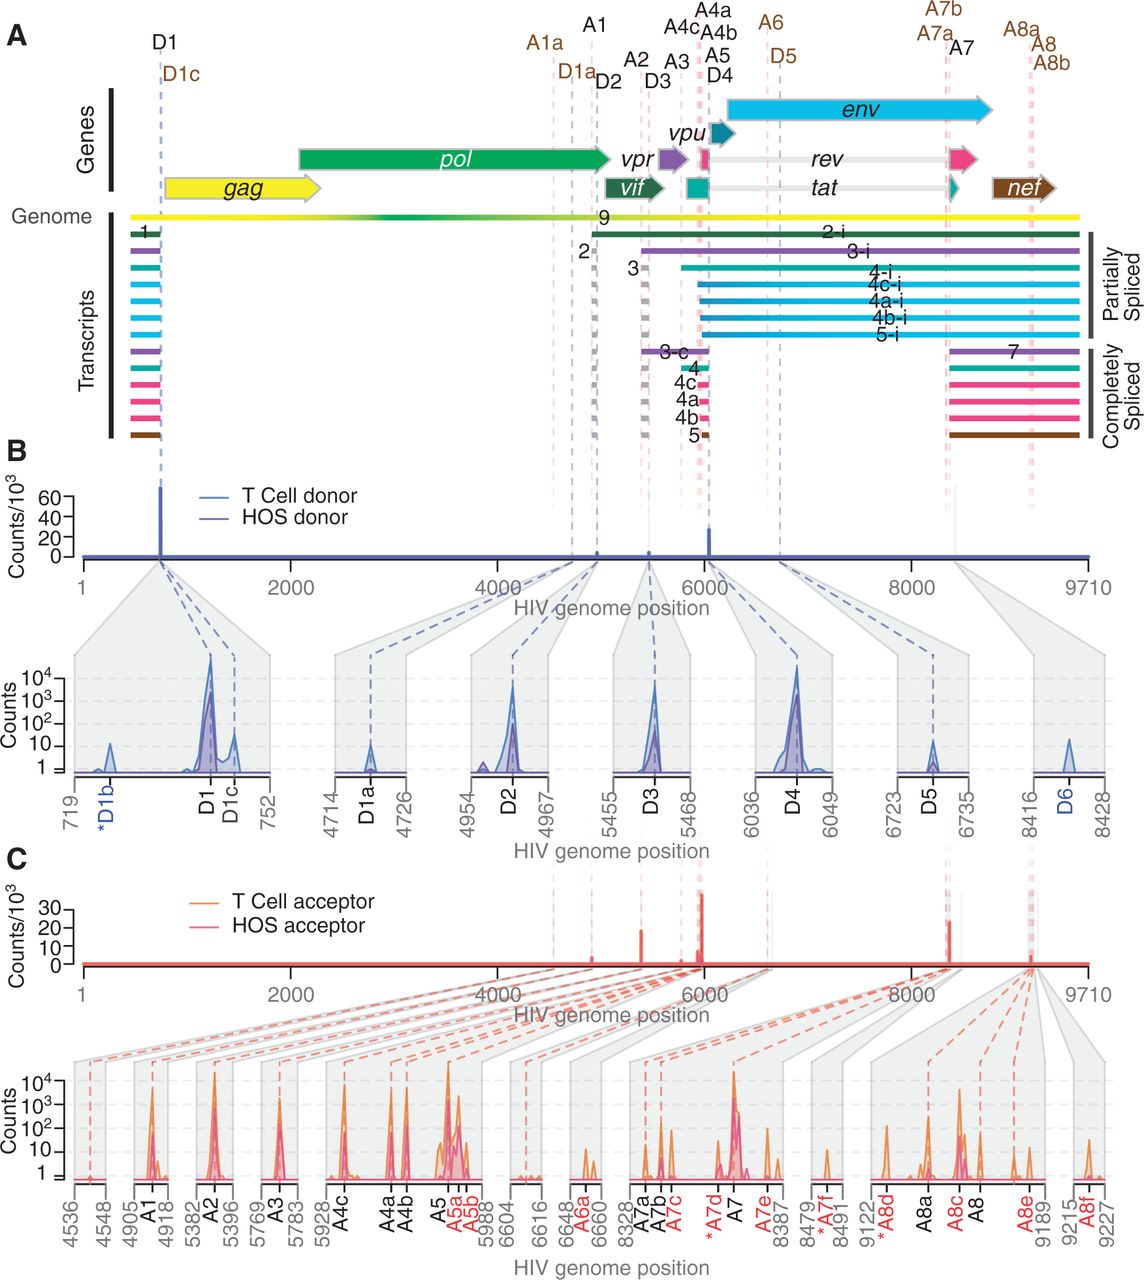 A
D1
D1c
A1a
A1
D1a
D2
A2
D3
A3
A4c
A4a
A4b
A5
D4
A6
D5
A7b
A7a
A7
A8a
A8
A8b
Genes
env
vpu
pol
vpr
rev
gag
vif
tat
nef
Genome
9
Transcripts
1
2-i
2
3-i
3
4-i
4c-i
4a-i
4b-i
5-i
3-c
7
4
4c
4a
4b
5
Partially
Spliced
Completely
Spliced
B
Counts/10³
60
40
20
0
T Cell donor
HOS donor
1 2000 4000 6000 8000 9710
HIV genome position
Counts
10⁴
10³
10²
10
1
719 *D1b D1 D1c 752 4714 D1a 4726 4954 D2 4967 5455 D3 5468 6036 D4 6049 6723 D5 6735 8416 D6 8428
HIV genome position
C
Counts/10³
30
20
10
0
T Cell acceptor
HOS acceptor
1 2000 4000 6000 8000 9710
HIV genome position
Counts
10⁴
10³
10²
10
1
4536 4548 4905 A1 4918 5382 A2 5396 5769 A3 5783 5928 A4c A4a A4b A5 A5a A5b 5988 6604 6616 6648 A6a 6660 8328 A7a A7b A7c *A7d A7 A7e 8387 8479 *A7f 8491 9122 *A8d A8a A8c A8 A8e 9189 9215 A8f 9227
HIV genome position